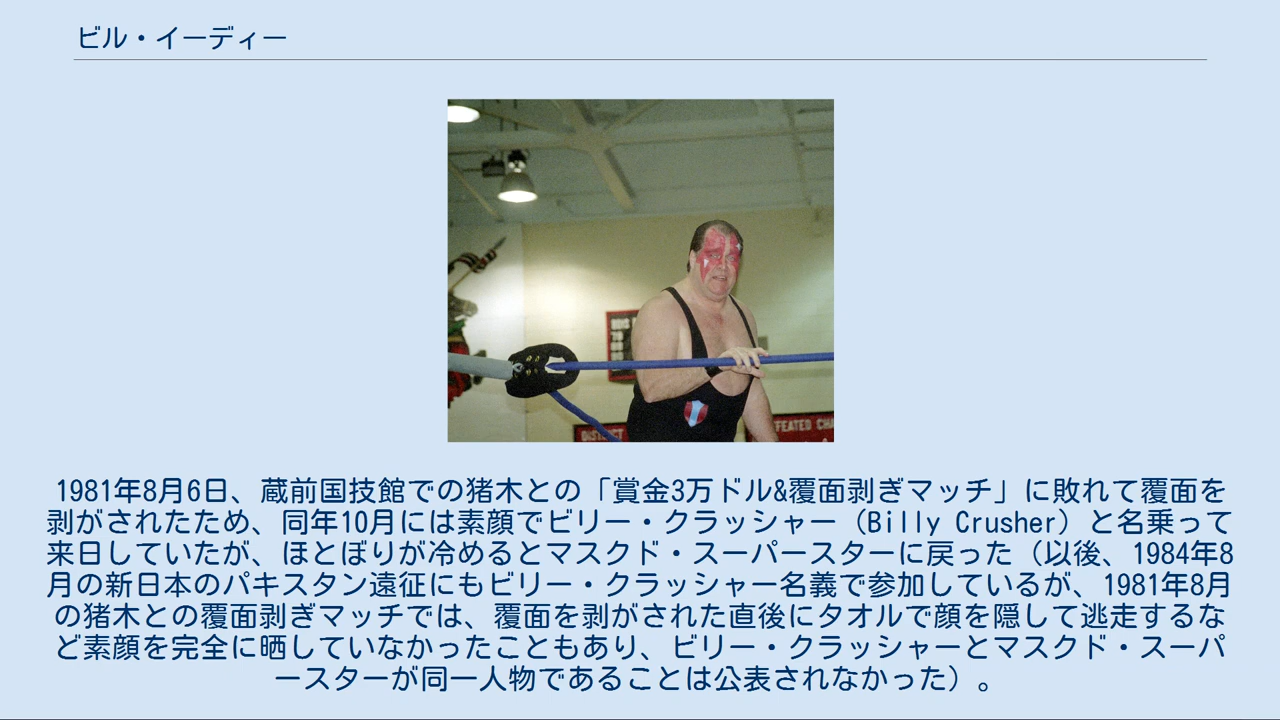 ビル・イーディー
DISTRICT
EFEATED CHA
1981年8月6日、蔵前国技館での猪木との「賞金3万ドル&覆面剥ぎマッチ」に敗れて覆面を
剥がされたため、同年10月には素顔でビリー・クラッシャー（Billy Crusher）と名乗って
来日していたが、ほとぼりが冷めるとマスクド・スーパースターに戻った（以後、1984年8
月の新日本のパキスタン遠征にもビリー・クラッシャー名義で参加しているが、1981年8月
の猪木との覆面剥ぎマッチでは、覆面を剥がされた直後にタオルで顔を隠して逃走するな
ど素顔を完全に晒していなかったこともあり、ビリー・クラッシャーとマスクド・スーパ
ースターが同一人物であることは公表されなかった）。